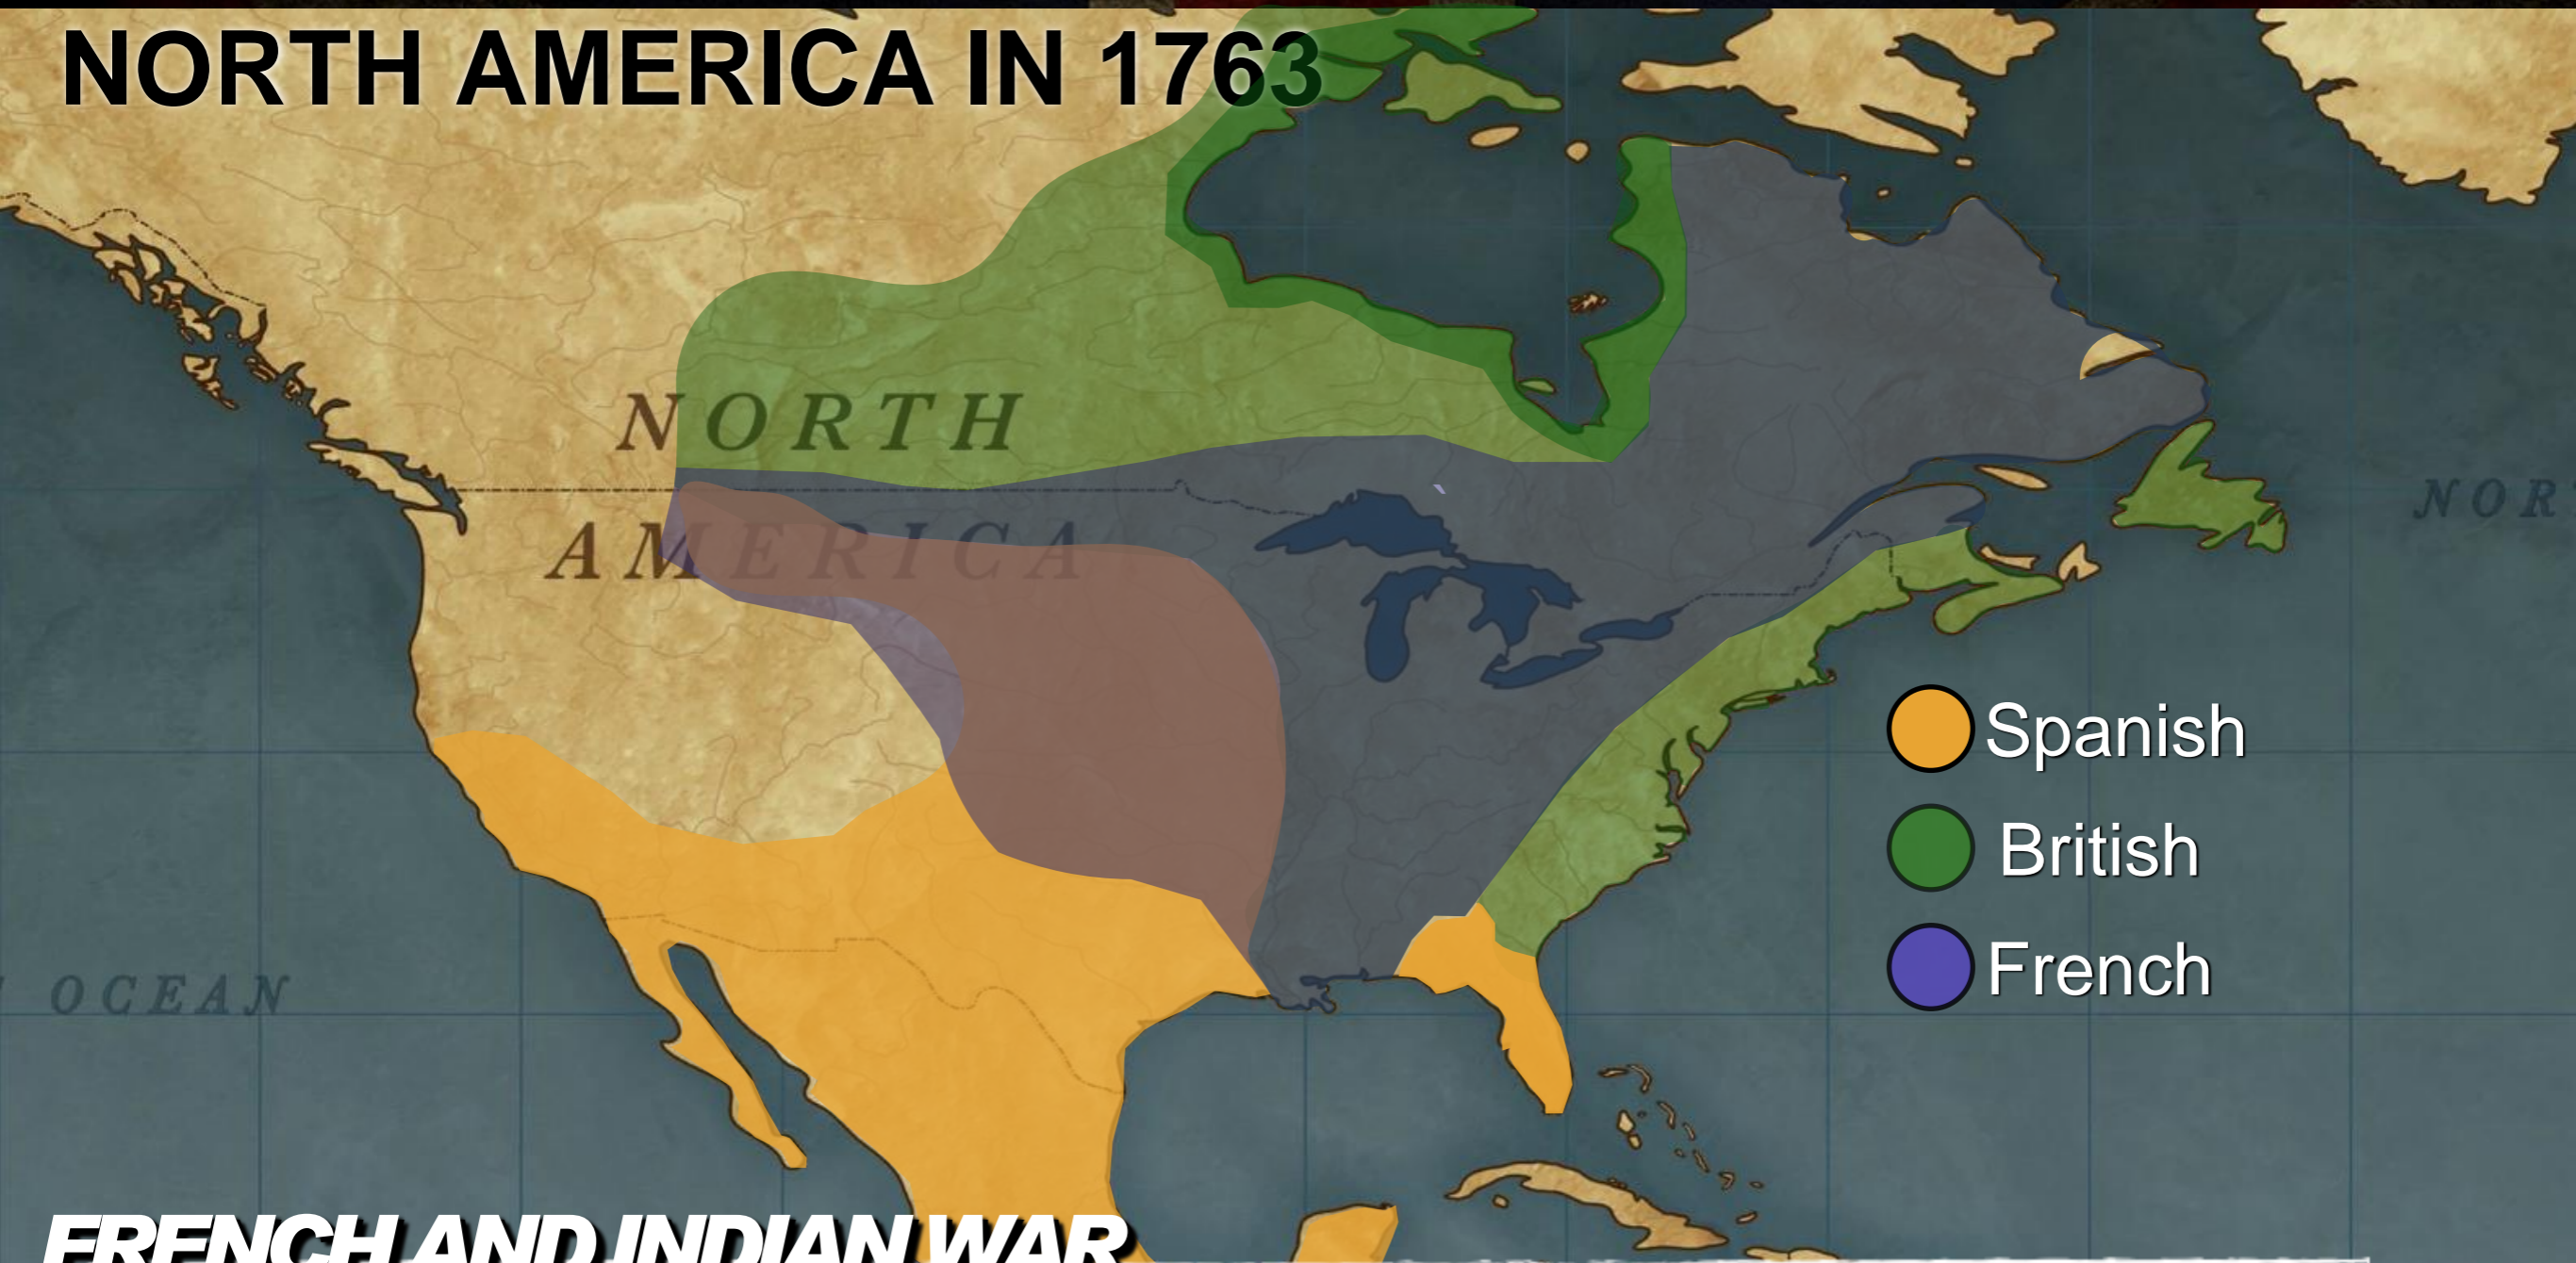 NORTH AMERICA IN 1763
NORTH
AMERICA
NOR
Spanish
British
French
OCEAN
FRENCH AND INDIAN WAR